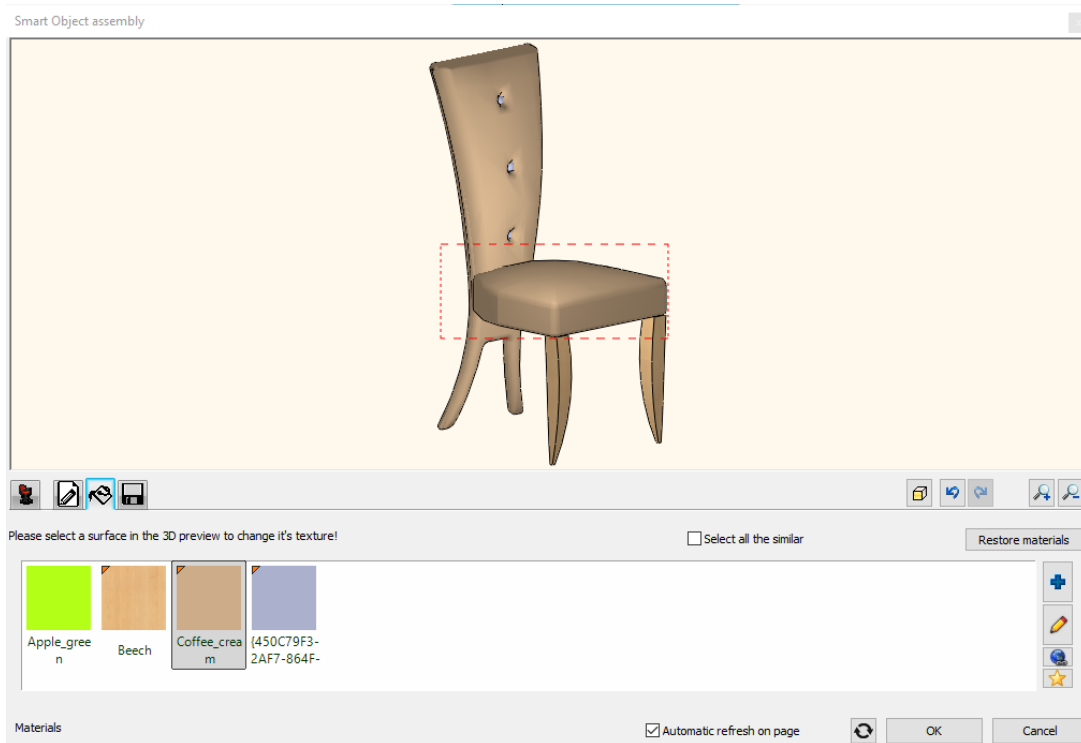 Smart Object assembly
Please select a surface in the 3D preview to change it's texture!
Select all the similar
Restore materials
Apple_gree
n
Beech
Coffee_crea
m
{450C79F3-
2AF7-864F-
Materials
Automatic refresh on page
OK
Cancel